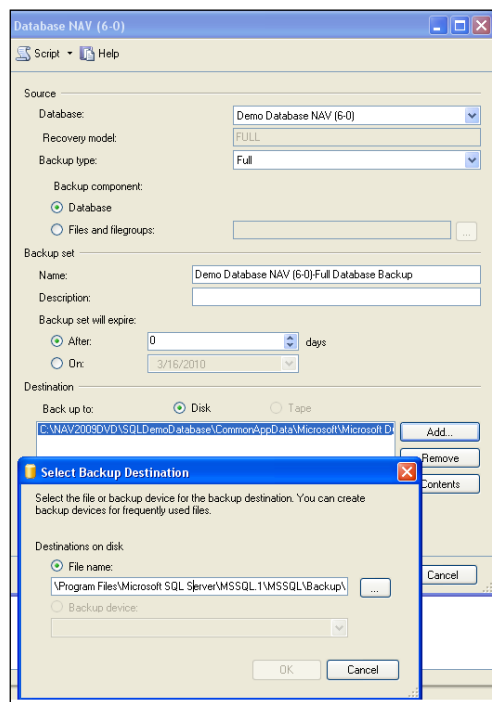 Database NAV (6-0)
Script Help
Source
Database: Demo Database NAV (6-0)
Recovery model: FULL
Backup type: Full
Backup component:
Database
Files and filegroups: ...
Backup set
Name: Demo Database NAV (6-0)-Full Database Backup
Description:
Backup set will expire:
After: 0 days
On: 3/16/2010
Destination
Back up to: Disk Tape
C:\NAV2009DVD\SQLDemoDatabase\CommonAppData\Microsoft\Microsoft D
Add...
Remove
Contents
Cancel
Select Backup Destination
Select the file or backup device for the backup destination. You can create
backup devices for frequently used files.
Destinations on disk
File name:
\Program Files\Microsoft SQL Server\MSSQL.1\MSSQL\Backup\ ...
Backup device:
OK Cancel